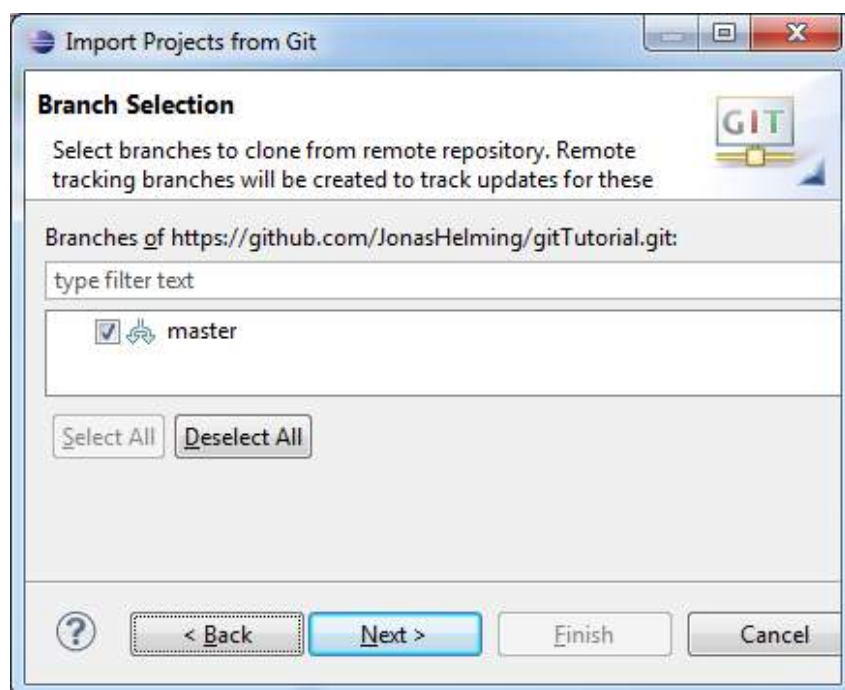 Import Projects from Git
Branch Selection
GIT
Select branches to clone from remote repository. Remote
tracking branches will be created to track updates for these
Branches of https://github.com/JonasHelming/gitTutorial.git:
type filter text
master
Select All Deselect All
? < Back Next > Finish Cancel